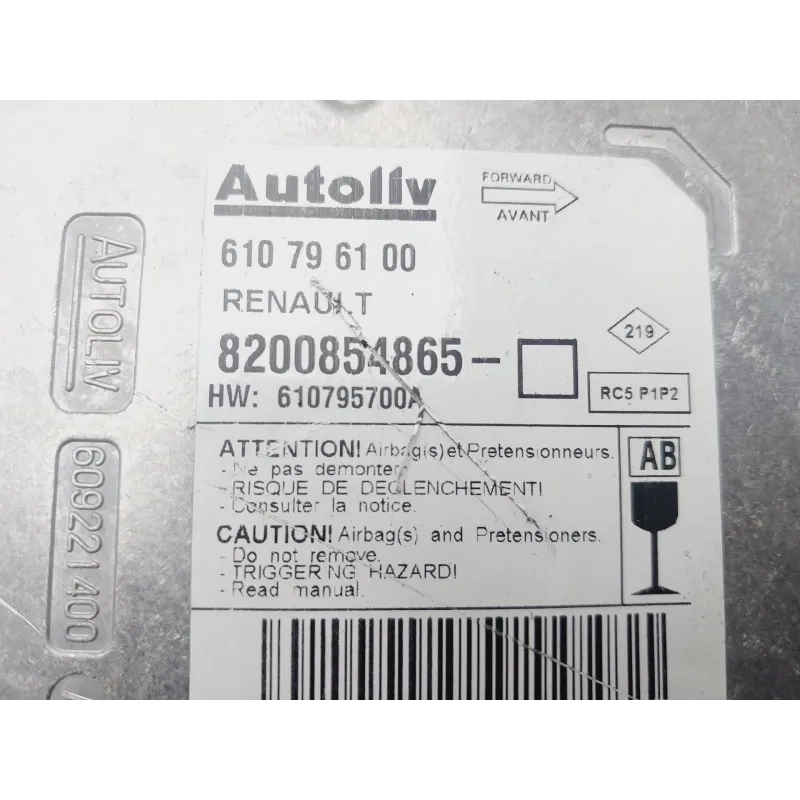 Autoliv
FORWARD
AVANT
610 79 61 00
RENAULT
8200854865-
219
HW: 610795700A
RC5 P1P2
ATTENTION! Airbag(s) et Pretensionneurs.
- Ne pas demonter.
- RISQUE DE DECLENCHEMENT!
- Consulter la notice.
AB
CAUTION! Airbag(s) and Pretensioners.
- Do not remove.
- TRIGGERING HAZARD!
- Read manual.
AUTOLIV
609221400